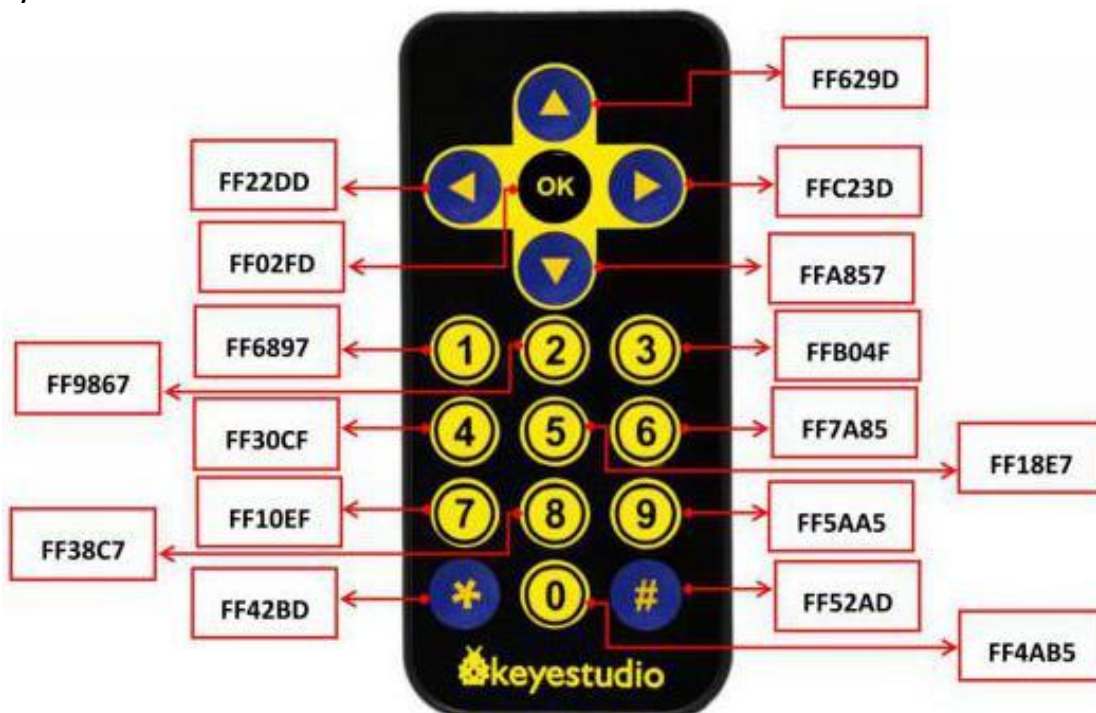 FF629D
FF22DD
OK
FFC23D
FF02FD
FFA857
FF6897
1
2
3
FFB04F
FF9867
FF30CF
4
5
6
FF7A85
FF18E7
FF10EF
7
8
9
FF5AA5
FF38C7
FF42BD
*
0
#
FF52AD
FF4AB5
keyestudio